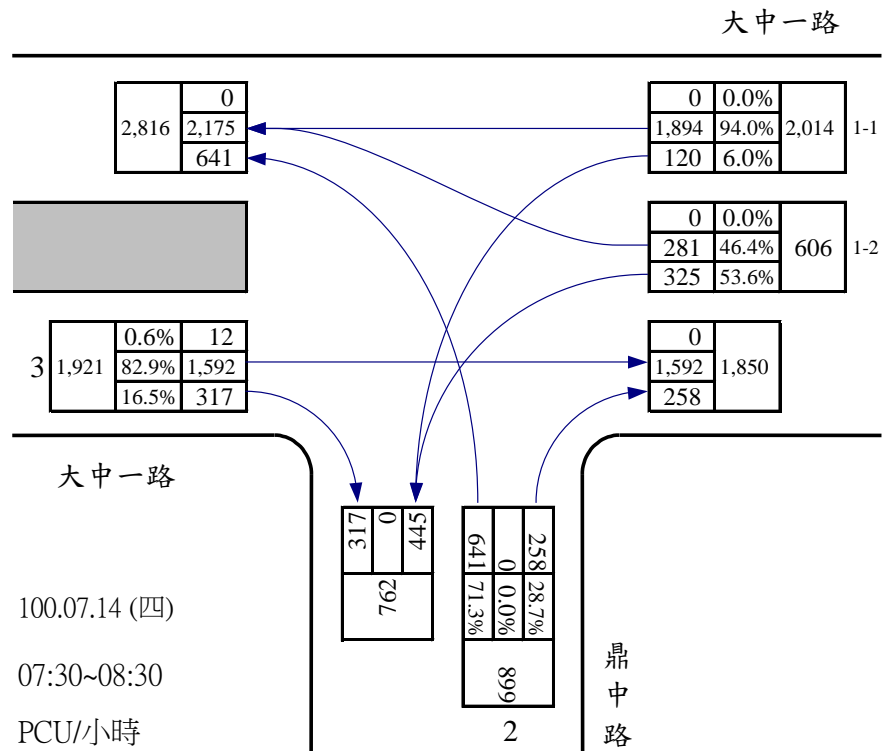 大中一路
0
2,816 2,175
641
0 0.0%
1,894 94.0% 2,014 1-1
120 6.0%
0 0.0%
281 46.4% 606 1-2
325 53.6%
0.6% 12
3 1,921 82.9% 1,592
16.5% 317
0
1,592 1,850
258
大中一路
317 0 445
762
641 0 258
71.3% 0.0% 28.7%
899
2
100.07.14 (四)
07:30~08:30
PCU/小時
鼎中路